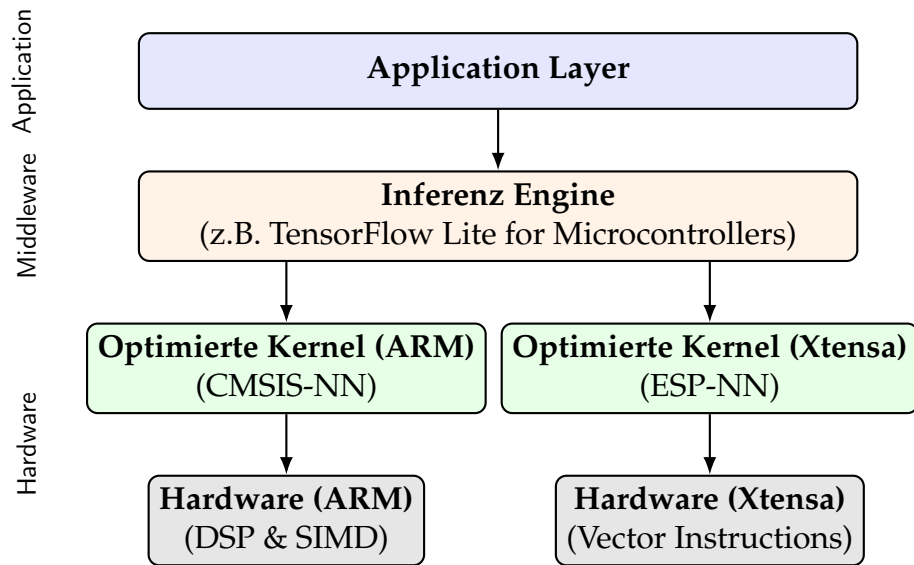 Application
Application Layer
Middleware
Inferenz Engine
(z.B. TensorFlow Lite for Microcontrollers)
Optimierte Kernel (ARM)
(CMSIS-NN)
Optimierte Kernel (Xtensa)
(ESP-NN)
Hardware
Hardware (ARM)
(DSP & SIMD)
Hardware (Xtensa)
(Vector Instructions)